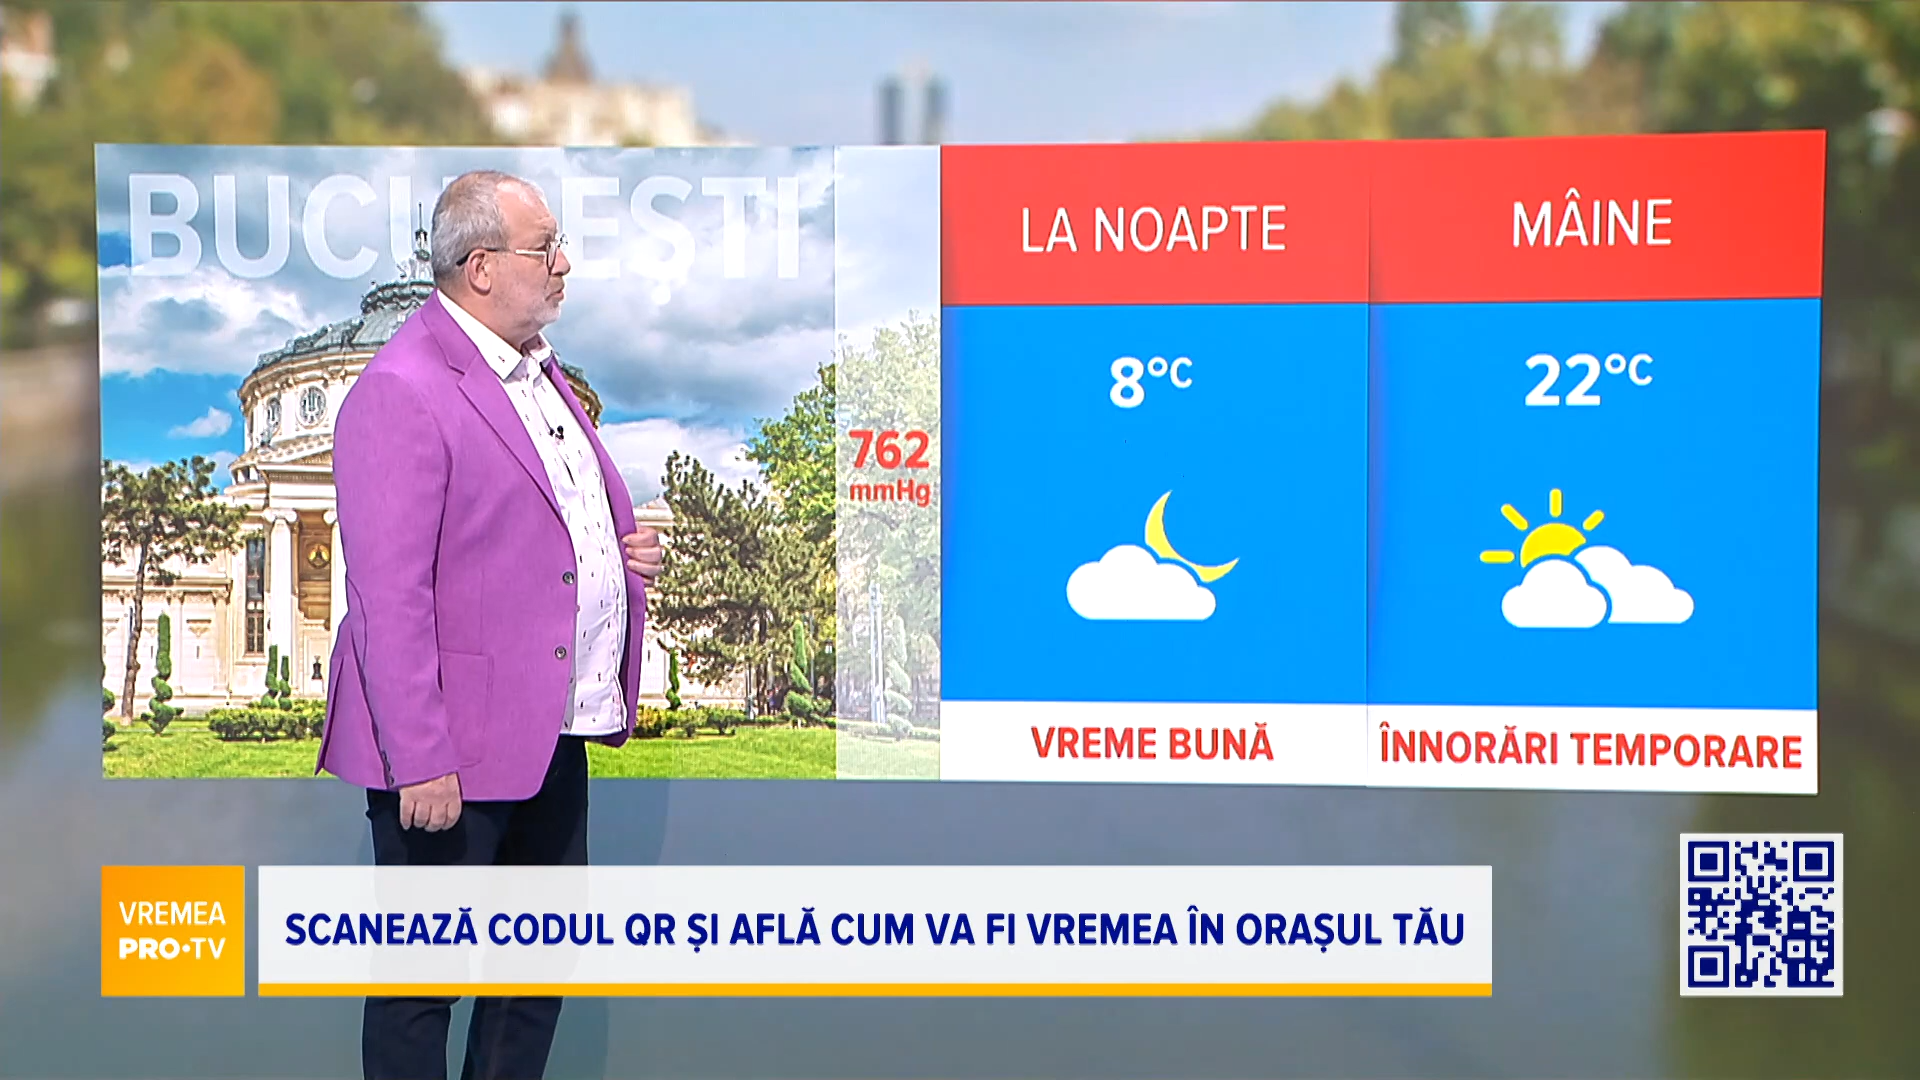 BUCUREȘTI
762
mmHg
LA NOAPTE
8°C
VREME BUNĂ
MÂINE
22°C
ÎNNORĂRI TEMPORARE
VREMEA
PRO•TV
SCANEAZĂ CODUL QR ȘI AFLĂ CUM VA FI VREMEA ÎN ORAȘUL TĂU